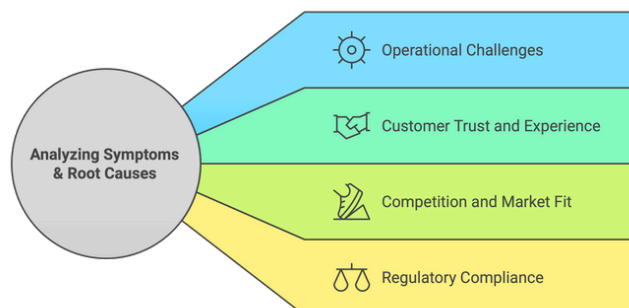 Analyzing Symptoms
& Root Causes
Operational Challenges
Customer Trust and Experience
Competition and Market Fit
Regulatory Compliance